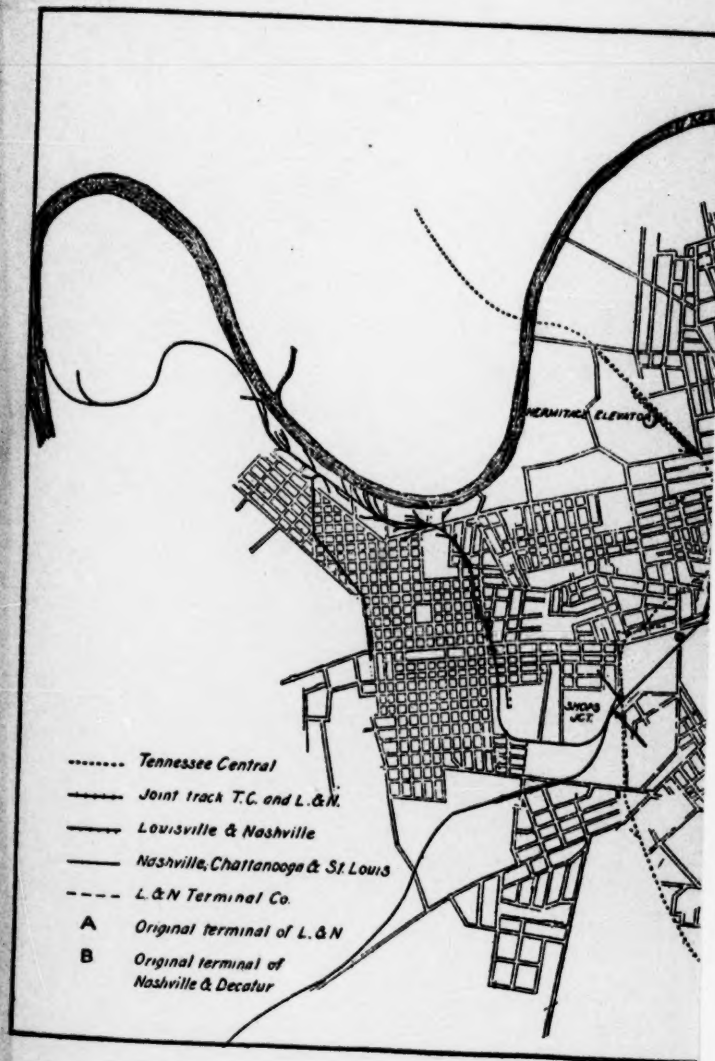 HERMITAGE ELEVATOR
SHOPS
JCT.
Tennessee Central
Joint track T.C. and L.&N.
Louisville & Nashville
Nashville, Chattanooga & St. Louis
L.&N Terminal Co.
A Original terminal of L.&N
B Original terminal of
Nashville & Decatur